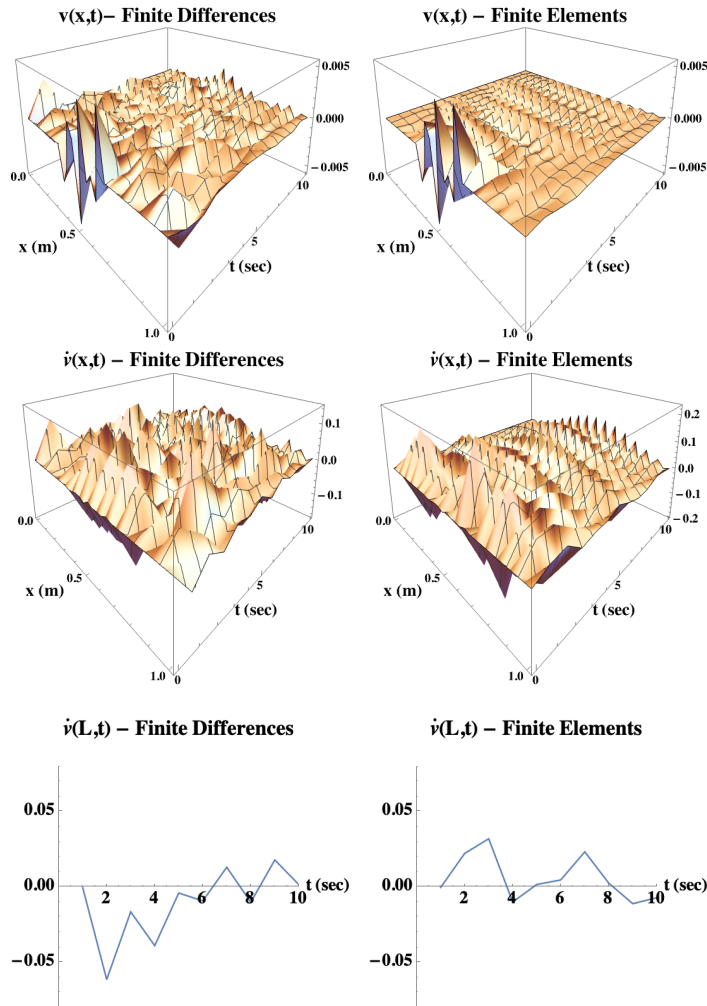 v(x,t)– Finite Differences
v(x,t)– Finite Elements
0.005
0.000
−0.005
0.0
0.5
1.0
x (m)
0
5
10
t (sec)
0.005
0.000
−0.005
0.0
0.5
1.0
x (m)
0
5
10
t (sec)
v̇(x,t) – Finite Differences
v̇(x,t) – Finite Elements
0.1
0.0
−0.1
0.0
0.5
1.0
x (m)
0
5
10
t (sec)
0.2
0.1
0.0
−0.1
−0.2
0.0
0.5
1.0
x (m)
0
5
10
t (sec)
v̇(L,t) – Finite Differences
v̇(L,t) – Finite Elements
0.05
0.00
−0.05
2 4 6 8 10
t (sec)
0.05
0.00
−0.05
2 4 6 8 10
t (sec)